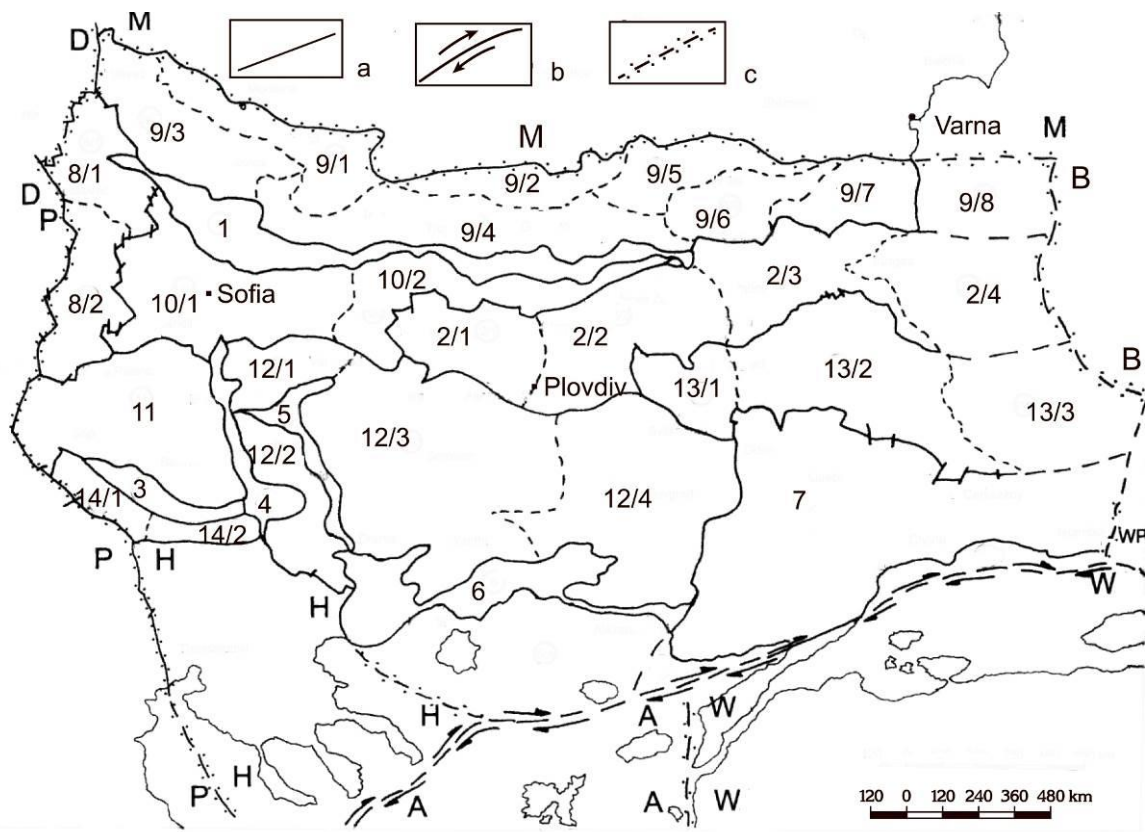 M
D
a
b
c
9/3
9/1
M
Varna
M
8/1
9/2
9/5
B
D
P
9/7
9/8
1
9/4
9/6
10/2
2/3
8/2
10/1
Sofia
2/4
2/1
2/2
12/1
B
Plovdiv
13/1
13/2
11
5
13/3
12/3
12/2
3
14/1
4
12/4
7
14/2
P
H
WP
6
W
H
H
A
W
H
P
A
A
W
120 0 120 240 360 480 km